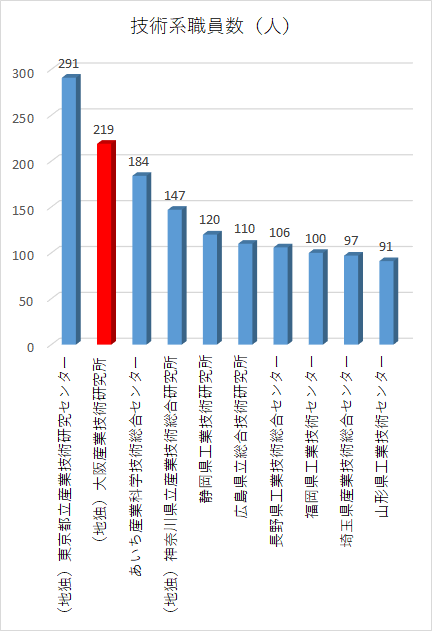 技術系職員数（人）
300
250
200
150
100
50
0
291
219
184
147
120
110
106
100
97
91
（地独）東京都立産業技術研究センター
（地独）大阪産業技術研究所
あいち産業科学技術総合センター
（地独）神奈川県立産業技術総合研究所
静岡県工業技術研究所
広島県立総合技術研究所
長野県工業技術総合センター
福岡県工業技術センター
埼玉県産業技術総合センター
山形県工業技術センター